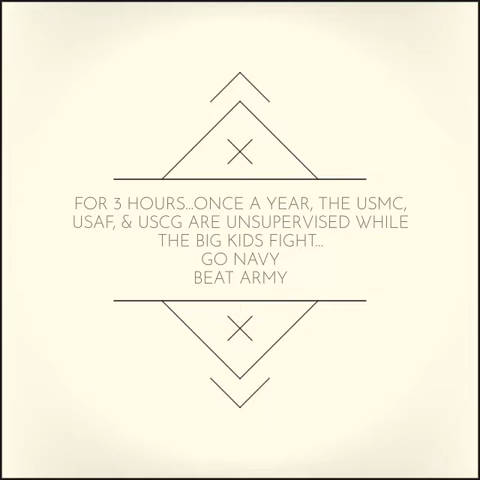 FOR 3 HOURS...ONCE A YEAR, THE USMC,
USAF, & USCG ARE UNSUPERVISED WHILE
THE BIG KIDS FIGHT...
GO NAVY
BEAT ARMY